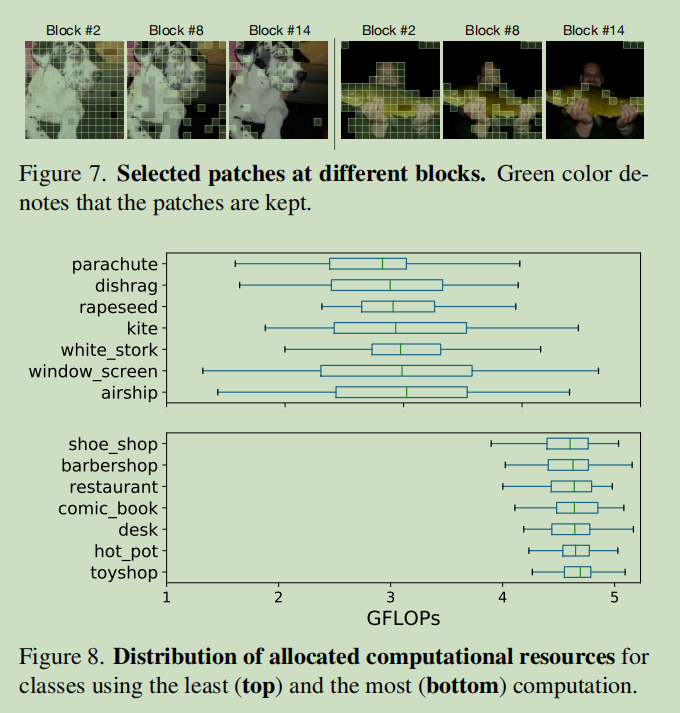 Block #2 Block #8 Block #14 Block #2 Block #8 Block #14
Figure 7. Selected patches at different blocks. Green color de-
notes that the patches are kept.
parachute
dishrag
rapeseed
kite
white_stork
window_screen
airship
shoe_shop
barbershop
restaurant
comic_book
desk
hot_pot
toyshop
1 2 3 4 5
GFLOPs
Figure 8. Distribution of allocated computational resources for
classes using the least (top) and the most (bottom) computation.